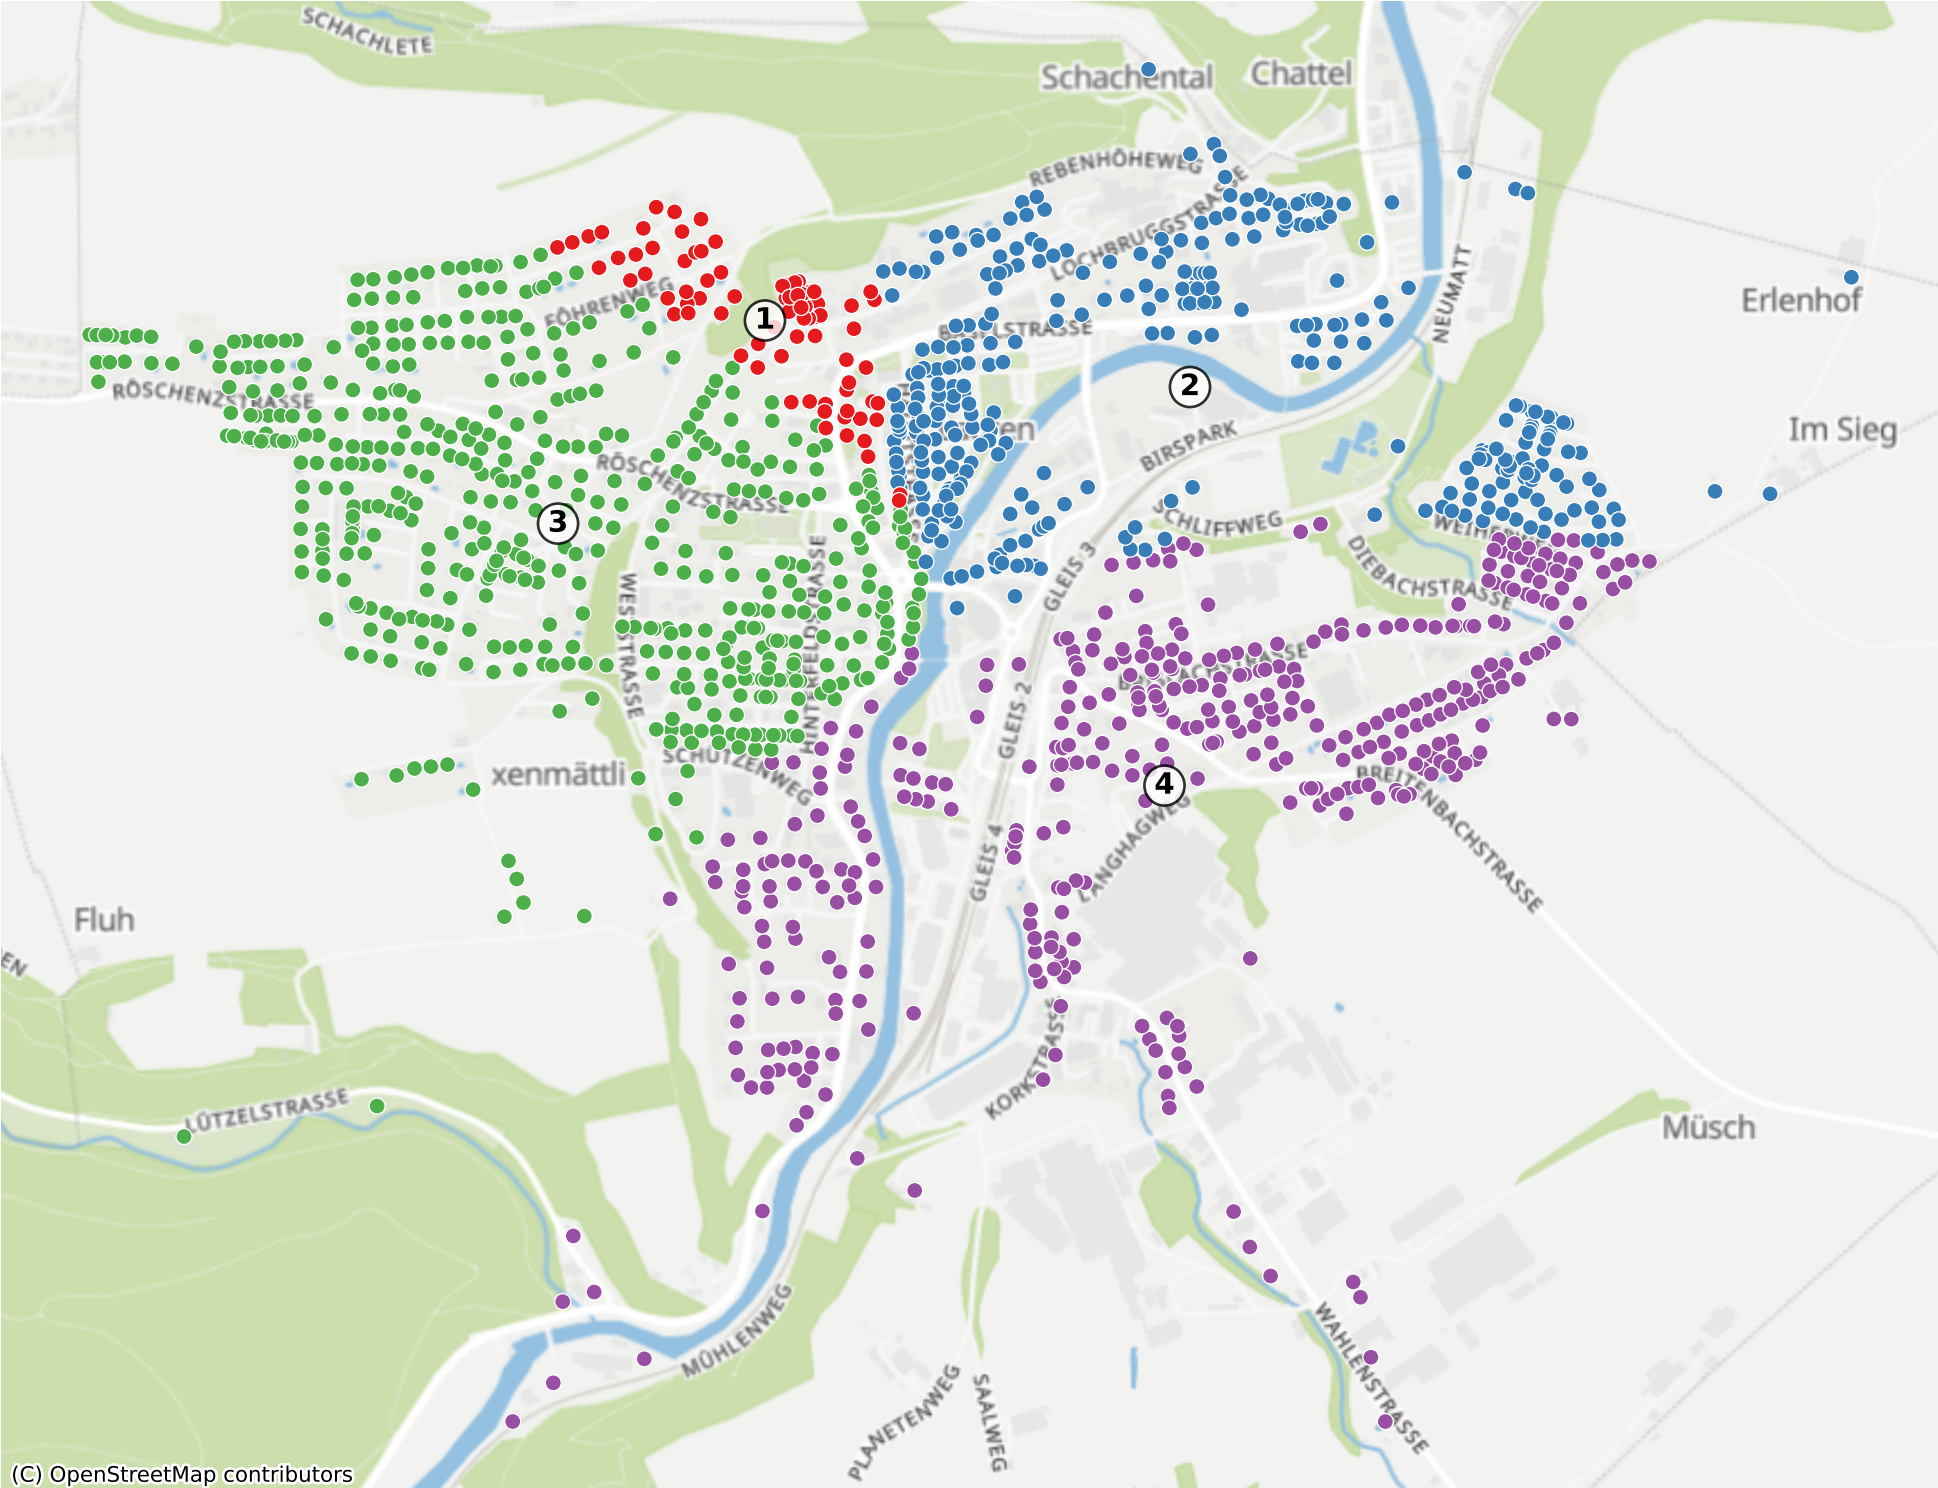 SCHACHLETE
Schachental
Chattel
REBENHÖHEWEG
LOCHBRUGGSTRASSE
NEUMATT
Erlenhof
FÖHRENWEG
1
2
RÖSCHENZSTRASSE
Im Sieg
BIRSPARK
RÖSCHENZSTRASSE
SCHLIFFWEG
3
DIEBACHSTRASSE
GLEIS 3
WESTSTRASSE
HINTERFELDSTRASSE
GLEIS 2
SCHÜTZENWEG
xenmättli
4
BREITENBACHSTRASSE
LANGHAGWEG
GLEIS 4
Fluh
EN
KORKSTRASSE
LÜTZELSTRASSE
Müsch
MÜHLENWEG
WAHLENSTRASSE
PLANETENWEG
SAALWEG
(C) OpenStreetMap contributors